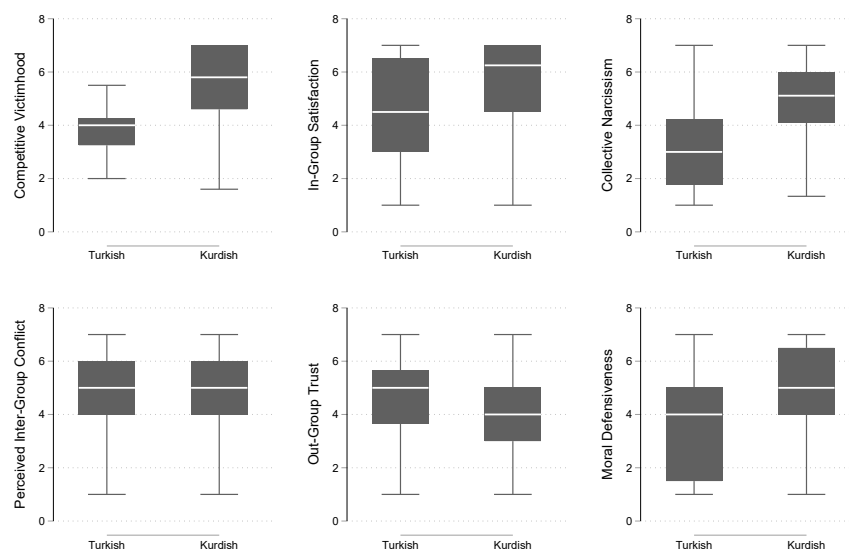 Competitive Victimhood
8
6
4
2
0
Turkish Kurdish
In-Group Satisfaction
8
6
4
2
0
Turkish Kurdish
Collective Narcissism
8
6
4
2
0
Turkish Kurdish
Perceived Inter-Group Conflict
8
6
4
2
0
Turkish Kurdish
Out-Group Trust
8
6
4
2
0
Turkish Kurdish
Moral Defensiveness
8
6
4
2
0
Turkish Kurdish